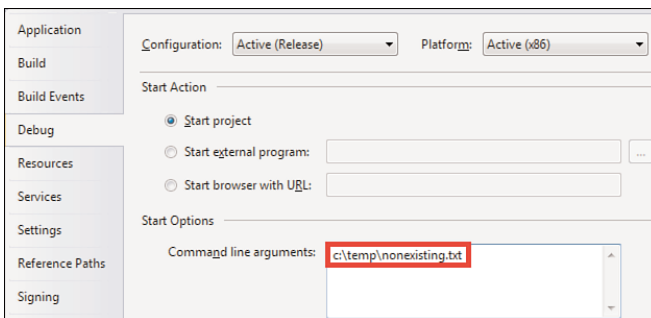 Application
Build
Build Events
Debug
Resources
Services
Settings
Reference Paths
Signing
Configuration: Active (Release) Platform: Active (x86)
Start Action
Start project
Start external program: ...
Start browser with URL:
Start Options
Command line arguments: c:\temp\nonexisting.txt